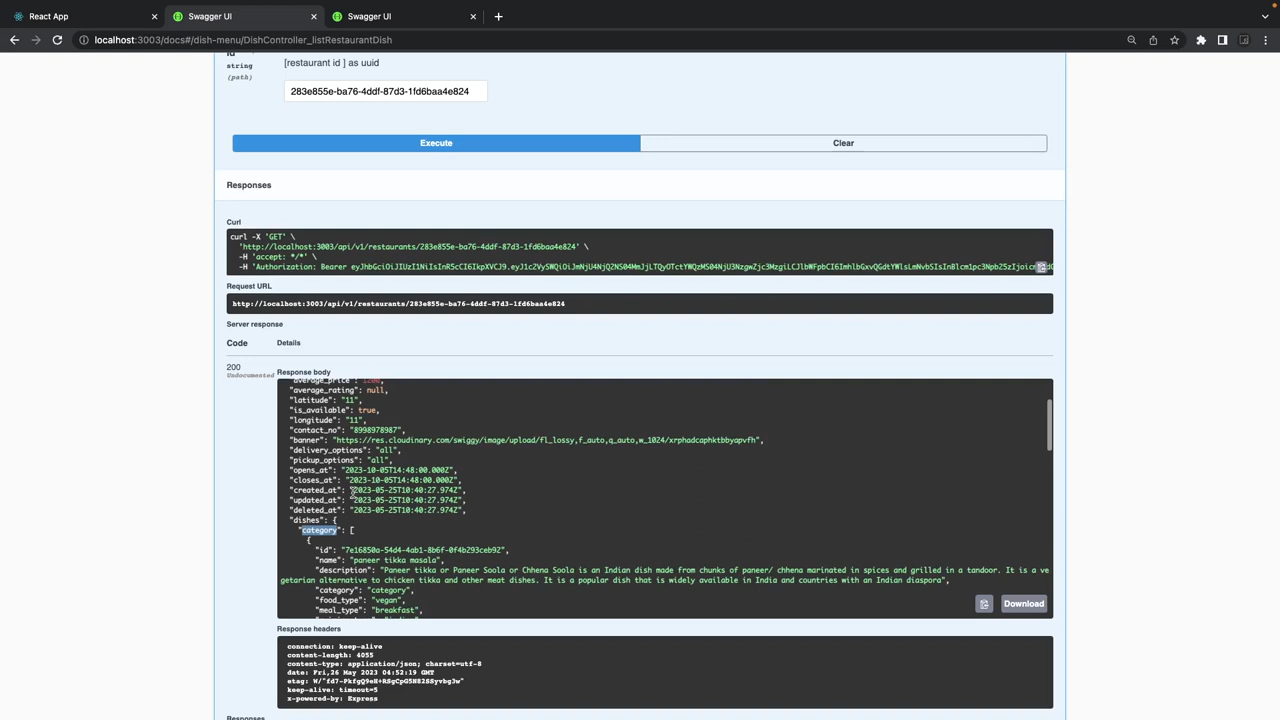 React App
Swagger UI
Swagger UI
localhost:3003/docs#/dish-menu/DishController_listRestaurantDish
id
string
(path)
[restaurant id ] as uuid
283e855e-ba76-4ddf-87d3-1fd6baa4e824
Execute
Clear
Responses
Curl
curl -X 'GET' \
'http://localhost:3003/api/v1/restaurants/283e855e-ba76-4ddf-87d3-1fd6baa4e824' \
-H 'accept: */*' \
-H 'Authorization: Bearer
Request URL
http://localhost:3003/api/v1/restaurants/283e855e-ba76-4ddf-87d3-1fd6baa4e824
Server response
Code
Details
200
Undocumented
Response body
"average_price": 1200,
"average_rating": null,
"latitude": "11",
"is_available": true,
"longitude": "11",
"contact_no": "8998978987",
"banner": "https://res.cloudinary.com/swiggy/image/upload/fl_lossy,f_auto,q_auto,w_1024/xrphadcaphktbbyapvfh",
"delivery_options": "all",
"pickup_options": "all",
"opens_at": "2023-10-05T14:48:00.000Z",
"closes_at": "2023-10-05T14:48:00.000Z",
"created_at": "2023-05-25T10:40:27.974Z",
"updated_at": "2023-05-25T10:40:27.974Z",
"deleted_at": "2023-05-25T10:40:27.974Z",
"dishes": {
"category": [
{
"id": "7e16850a-54d4-4ab1-8b6f-0f4b293ceb92",
"name": "paneer tikka masala",
"description": "Paneer tikka or Paneer Soola or Chhena Soola is an Indian dish made from chunks of paneer/ chhena marinated in spices and grilled in a tandoor. It is a ve
getarian alternative to chicken tikka and other meat dishes. It is a popular dish that is widely available in India and countries with an Indian diaspora",
"category": "category",
"food_type": "vegan",
"meal_type": "breakfast",
Download
Response headers
connection: keep-alive
content-length: 4055
content-type: application/json; charset=utf-8
date: Fri,26 May 2023 04:52:19 GMT
etag: W/"fd7-PkfgQ9eH+RSgCpG5N82SSyvbg3w"
keep-alive: timeout=5
x-powered-by: Express
Responses